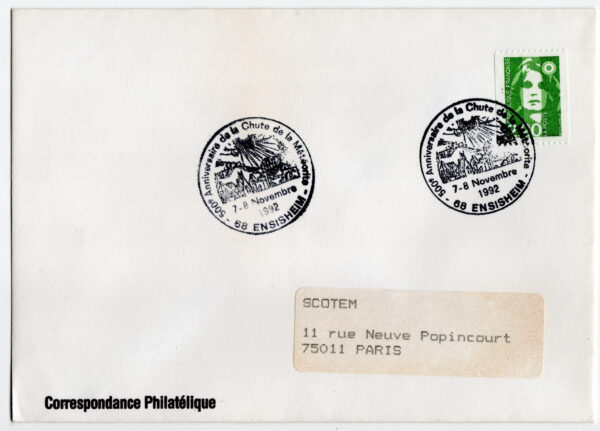 500e Anniversaire de la Chute de la Météorite
7-8 Novembre
1992
- 68 ENSISHEIM -
500e Anniversaire de la Chute de la Météorite
7-8 Novembre
1992
- 68 ENSISHEIM -
SCOTEM
11 rue Neuve Popincourt
75011 PARIS
Correspondance Philatélique